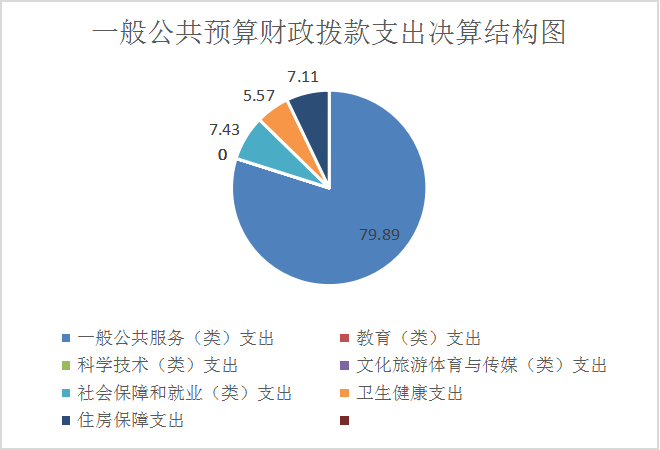 一般公共预算财政拨款支出决算结构图
7.11
5.57
7.43
0
79.89
一般公共服务（类）支出
教育（类）支出
科学技术（类）支出
文化旅游体育与传媒（类）支出
社会保障和就业（类）支出
卫生健康支出
住房保障支出